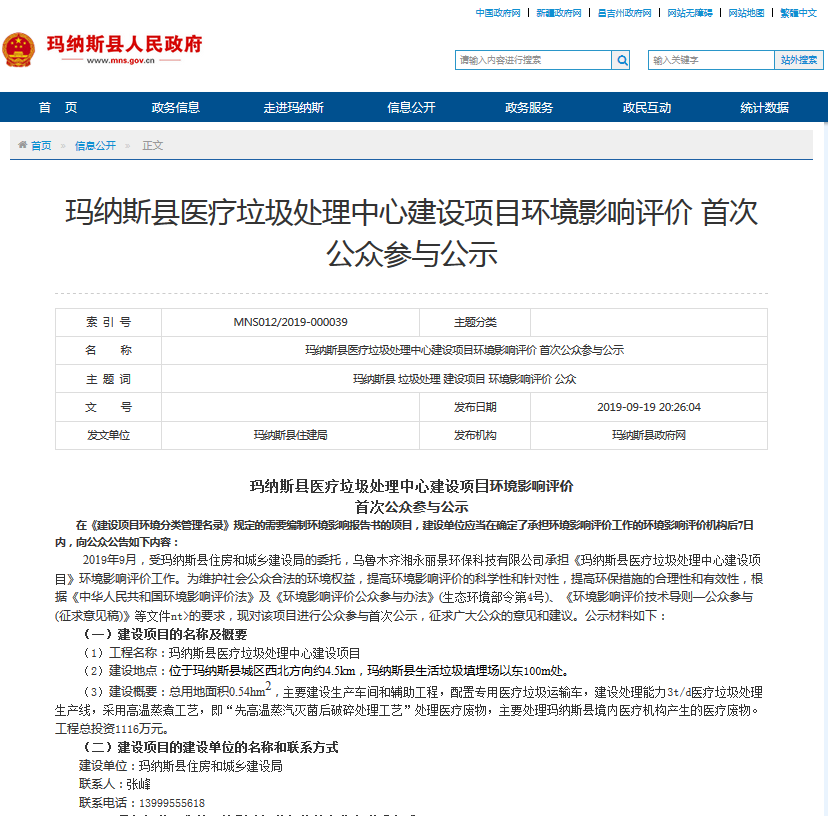 中国政府网 | 新疆政府网 | 昌吉州政府网 | 网站无障碍 | 网站地图 | 繁體中文
玛纳斯县人民政府
www.mns.gov.cn
请输入内容进行搜索 输入关键字 站外搜索
首 页 政务信息 走进玛纳斯 信息公开 政务服务 政民互动 统计数据
首页 » 信息公开 » 正文
玛纳斯县医疗垃圾处理中心建设项目环境影响评价 首次
公众参与公示
索 引 号 MNS012/2019-000039 主题分类
名 称 玛纳斯县医疗垃圾处理中心建设项目环境影响评价 首次公众参与公示
主 题 词 玛纳斯县 垃圾处理 建设项目 环境影响评价 公众
文 号 发布日期 2019-09-19 20:26:04
发文单位 玛纳斯县住建局 发布机构 玛纳斯县政府网
玛纳斯县医疗垃圾处理中心建设项目环境影响评价
首次公众参与公示
在《建设项目环境分类管理名录》规定的需要编制环境影响报告书的项目，建设单位应当在确定了承担环境影响评价工作的环境影响评价机构后7日
内，向公众公告如下内容：
2019年9月，受玛纳斯县住房和城乡建设局的委托，乌鲁木齐湘永丽景环保科技有限公司承担《玛纳斯县医疗垃圾处理中心建设项
目》环境影响评价工作。为维护社会公众合法的环境权益，提高环境影响评价的科学性和针对性，提高环保措施的合理性和有效性，根
据《中华人民共和国环境影响评价法》及《环境影响评价公众参与办法》(生态环境部令第4号)、《环境影响评价技术导则—公众参与
(征求意见稿)》等文件nt>的要求，现对该项目进行公众参与首次公示，征求广大公众的意见和建议。公示材料如下：
（一）建设项目的名称及概要
（1）工程名称：玛纳斯县医疗垃圾处理中心建设项目
（2）建设地点：位于玛纳斯县城区西北方向约4.5km，玛纳斯县生活垃圾填埋场以东100m处。
（3）建设概要：总用地面积0.54hm²，主要建设生产车间和辅助工程，配置专用医疗垃圾运输车，建设处理能力3t/d医疗垃圾处理
生产线，采用高温蒸煮工艺，即“先高温蒸汽灭菌后破碎处理工艺”处理医疗废物，主要处理玛纳斯县境内医疗机构产生的医疗废物。
工程总投资1116万元。
（二）建设项目的建设单位的名称和联系方式
建设单位：玛纳斯县住房和城乡建设局
联系人：张峰
联系电话：13999555618